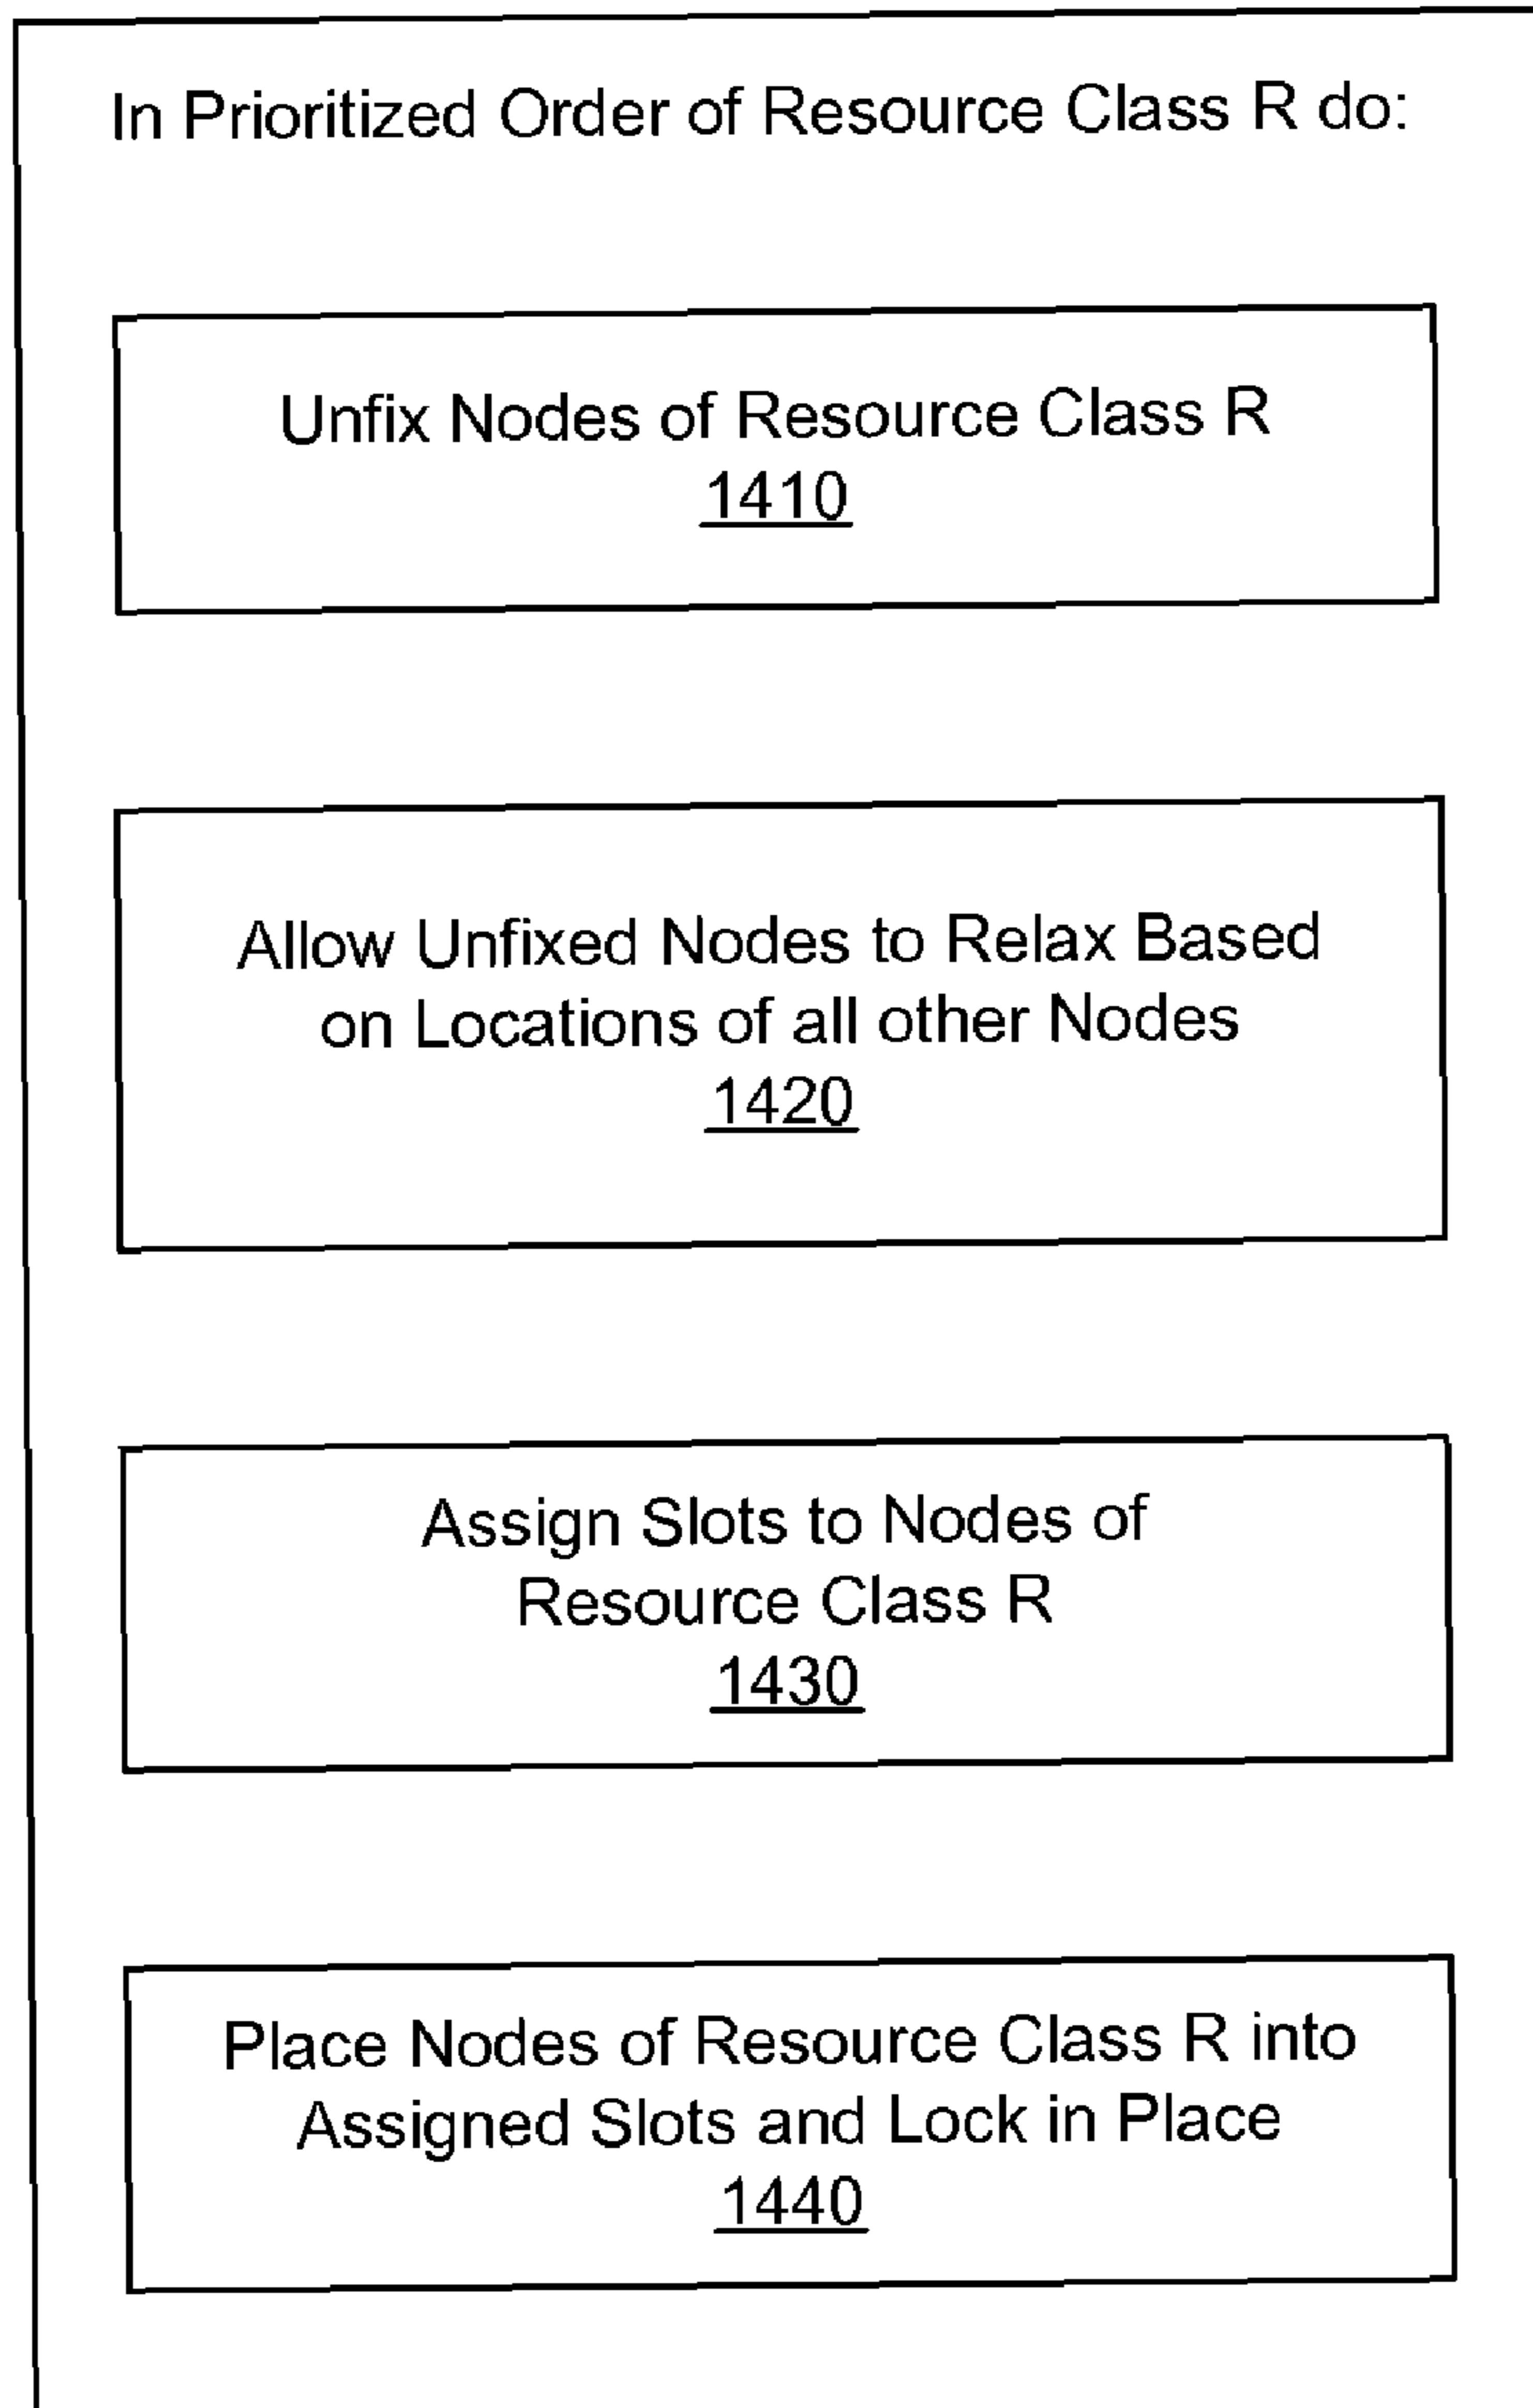 In Prioritized Order of Resource Class R do:
Unfix Nodes of Resource Class R
1410
Allow Unfixed Nodes to Relax Based
on Locations of all other Nodes
1420
Assign Slots to Nodes of
Resource Class R
1430
Place Nodes of Resource Class R into
Assigned Slots and Lock in Place
1440